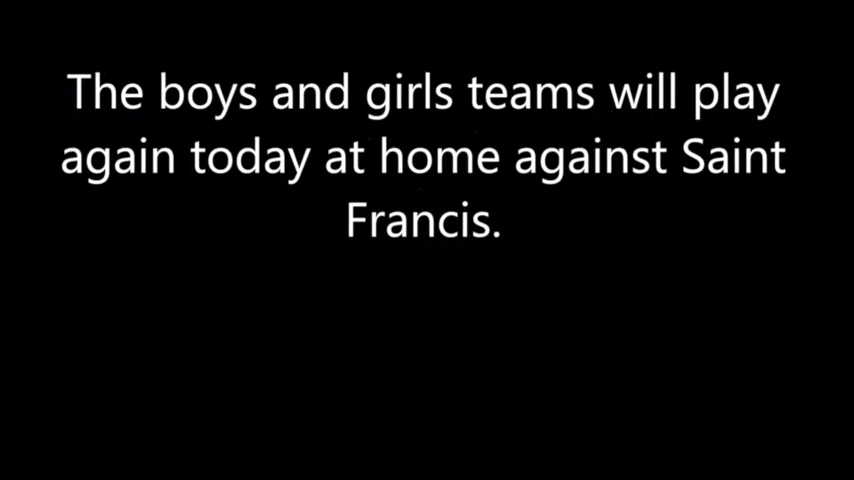 The boys and girls teams will play
again today at home against Saint
Francis.